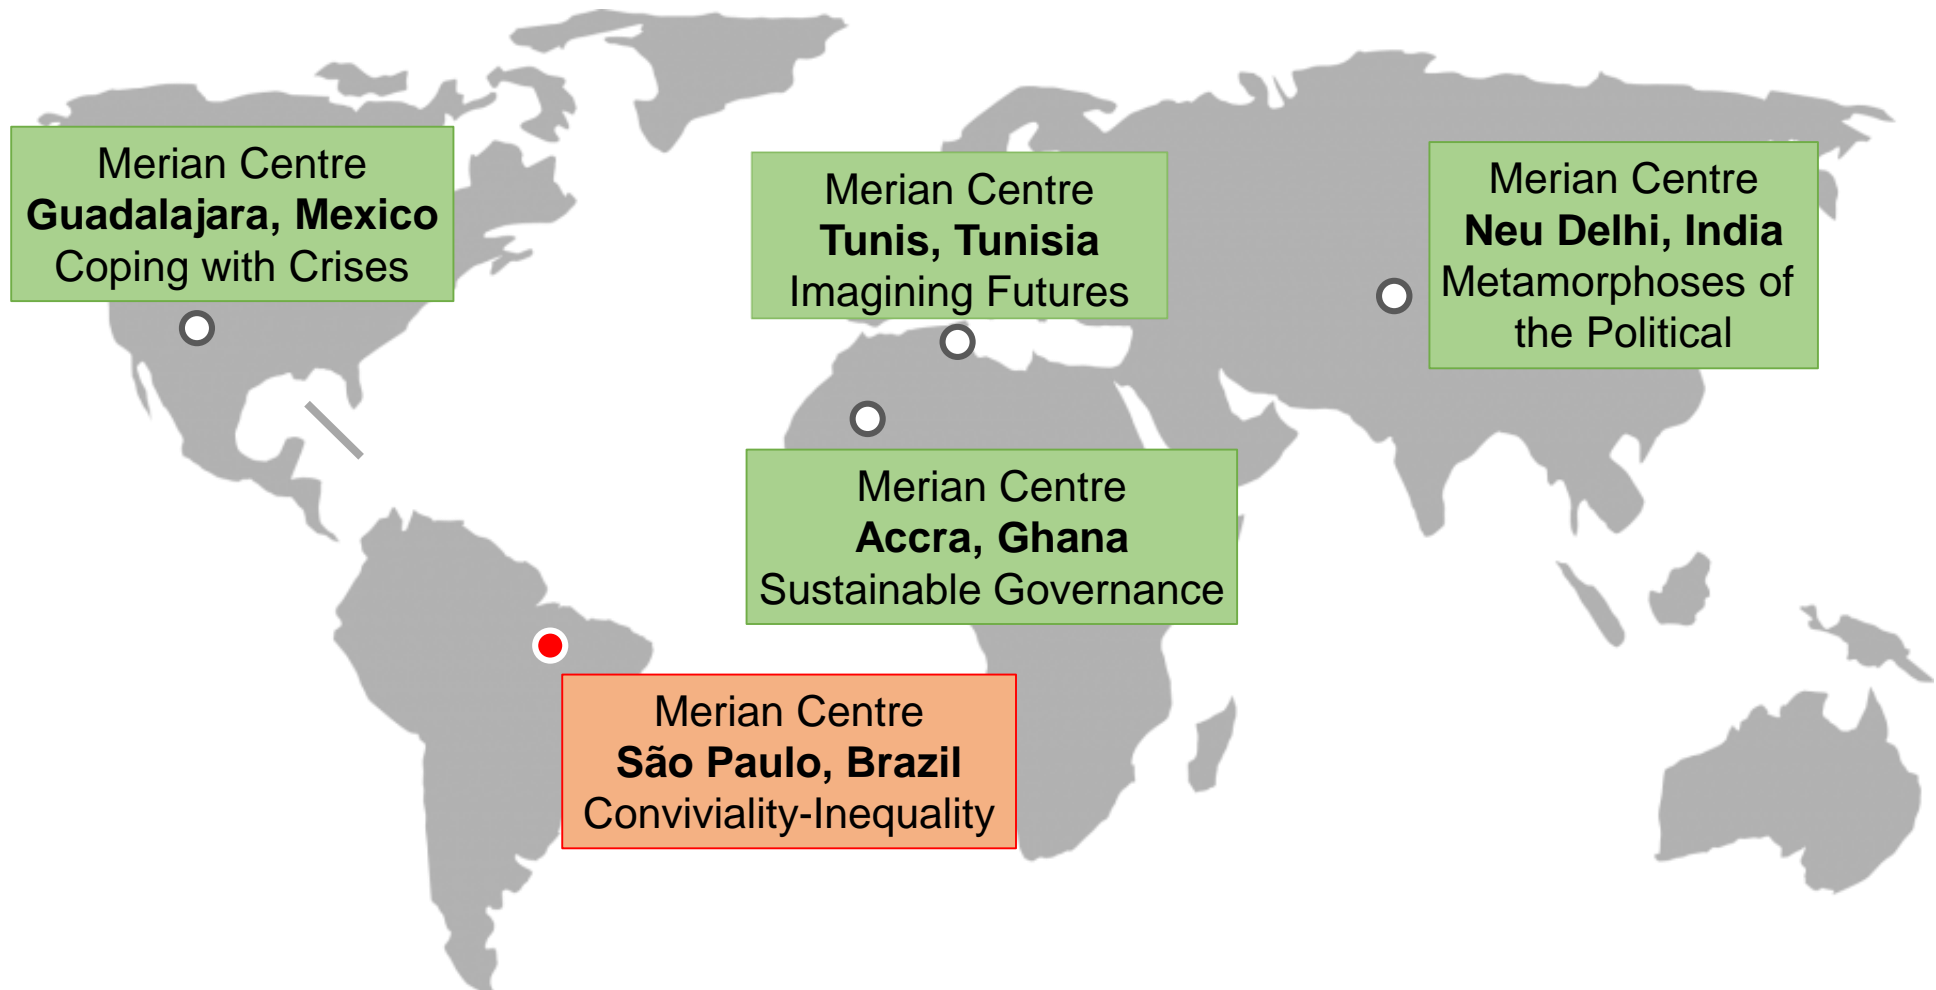 Merian Centre
Guadalajara, Mexico
Coping with Crises
Merian Centre
Tunis, Tunisia
Imagining Futures
Merian Centre
Neu Delhi, India
Metamorphoses of
the Political
Merian Centre
Accra, Ghana
Sustainable Governance
Merian Centre
São Paulo, Brazil
Conviviality-Inequality